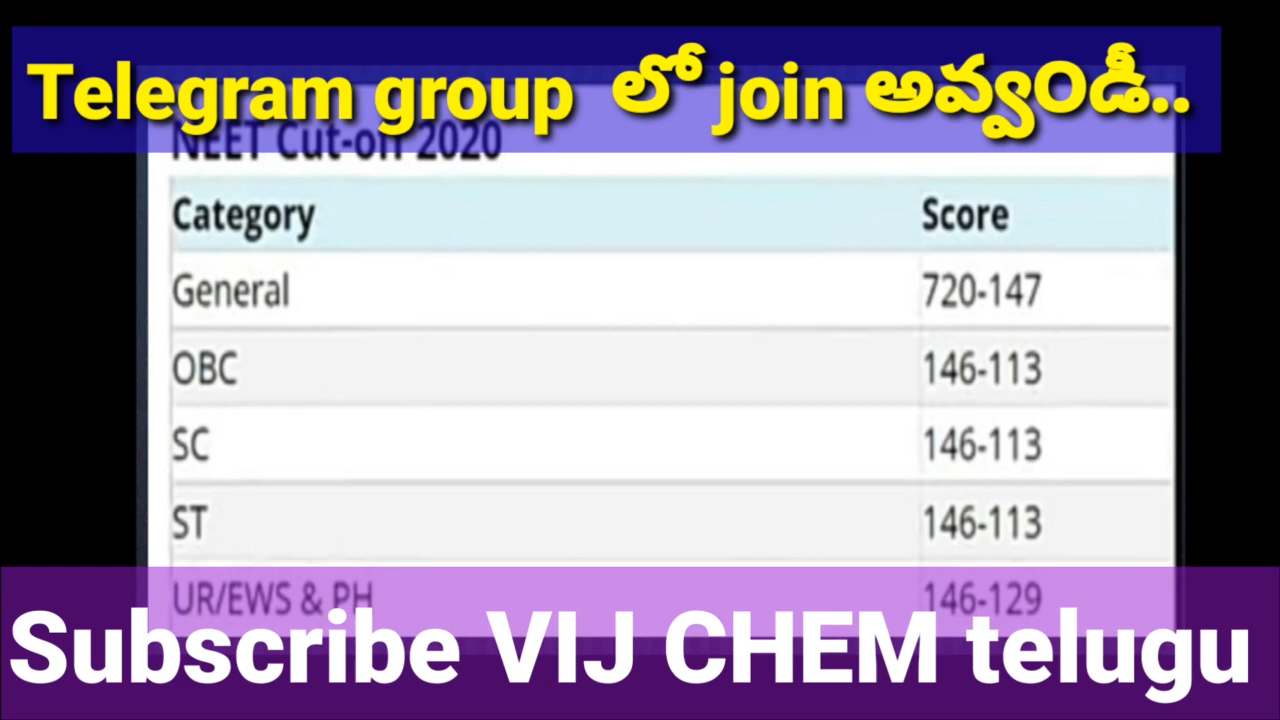 Telegram group లో join అవ్వండి..
NEET Cut-off 2020
Category Score
General 720-147
OBC 146-113
SC 146-113
ST 146-113
UR/EWS & PH 146-129
Subscribe VIJ CHEM telugu